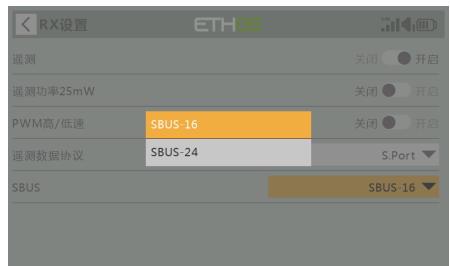 RX设置 ETHOS
遥测 关闭 开启
遥测功率25mW 关闭 开启
PWM高/低速 关闭 开启
SBUS-16
SBUS-24
遥测数据协议 S.Port
SBUS SBUS-16